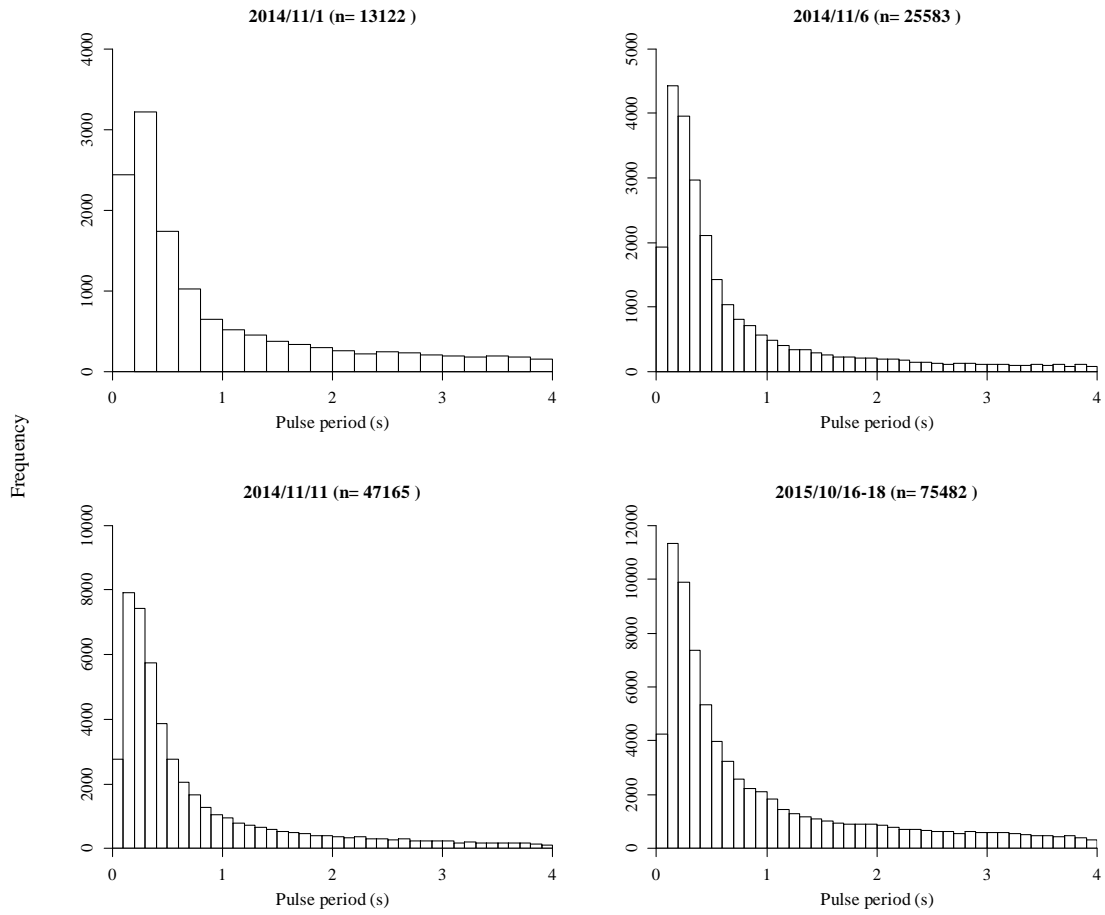 2014/11/1 (n= 13122 )
4000
3000
2000
1000
0
0 1 2 3 4
Pulse period (s)
2014/11/6 (n= 25583 )
5000
4000
3000
2000
1000
0
0 1 2 3 4
Pulse period (s)
Frequency
2014/11/11 (n= 47165 )
10000
8000
6000
4000
2000
0
0 1 2 3 4
Pulse period (s)
2015/10/16-18 (n= 75482 )
12000
10000
8000
6000
4000
2000
0
0 1 2 3 4
Pulse period (s)